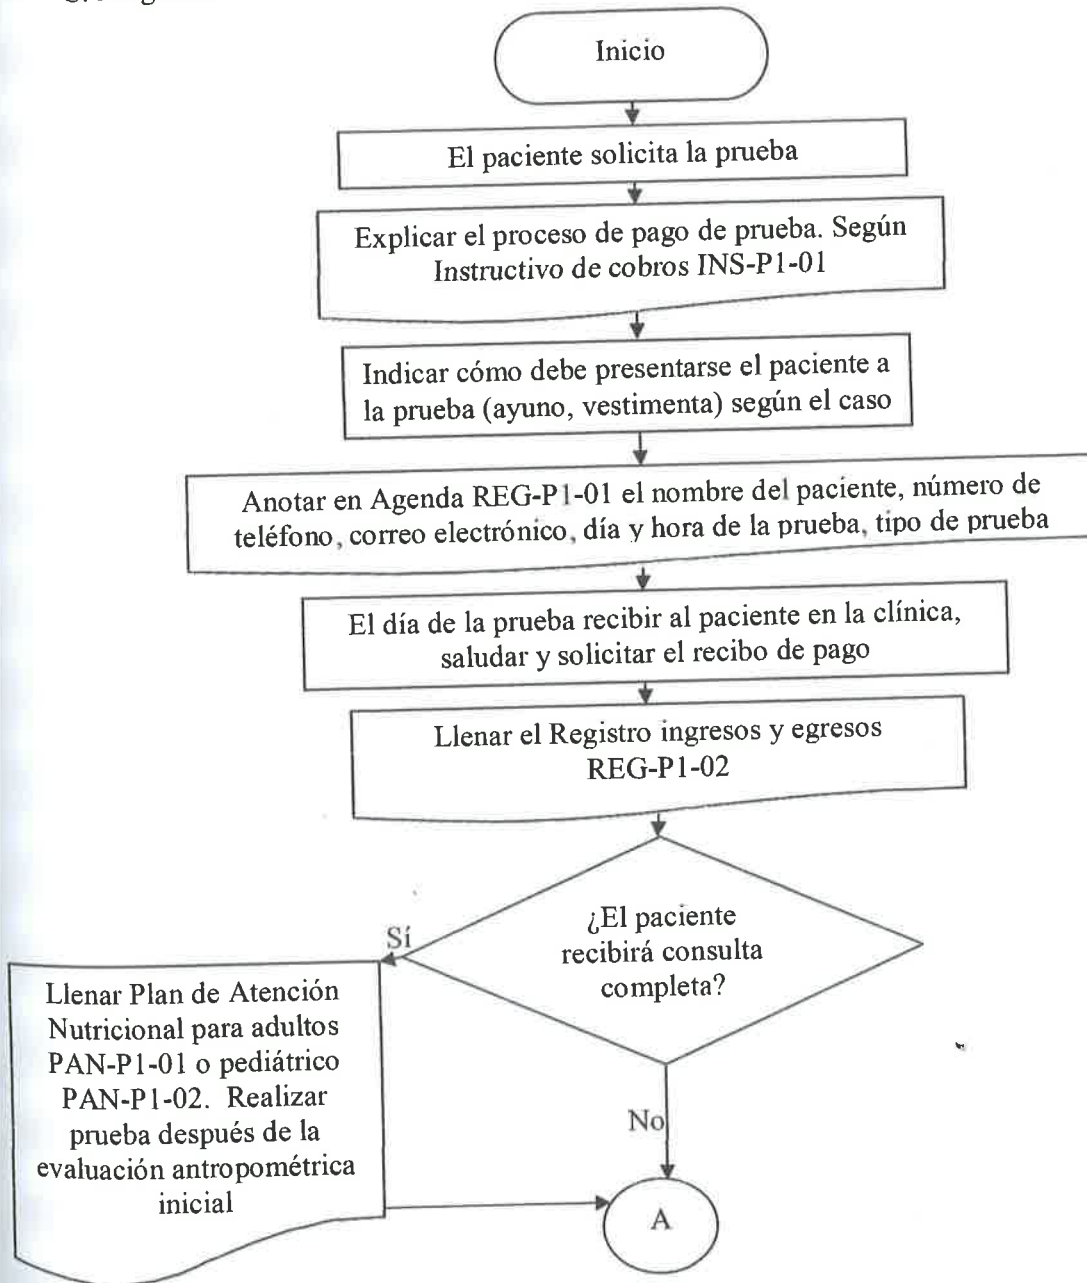 Inicio
El paciente solicita la prueba
Explicar el proceso de pago de prueba. Según
Instructivo de cobros INS-P1-01
Indicar cómo debe presentarse el paciente a
la prueba (ayuno, vestimenta) según el caso
Anotar en Agenda REG-P1-01 el nombre del paciente, número de
teléfono, correo electrónico, día y hora de la prueba, tipo de prueba
El día de la prueba recibir al paciente en la clínica,
saludar y solicitar el recibo de pago
Llenar el Registro ingresos y egresos
REG-P1-02
¿El paciente
recibirá consulta
completa?
Sí
Llenar Plan de Atención
Nutricional para adultos
PAN-P1-01 o pediátrico
PAN-P1-02. Realizar
prueba después de la
evaluación antropométrica
inicial
No
A